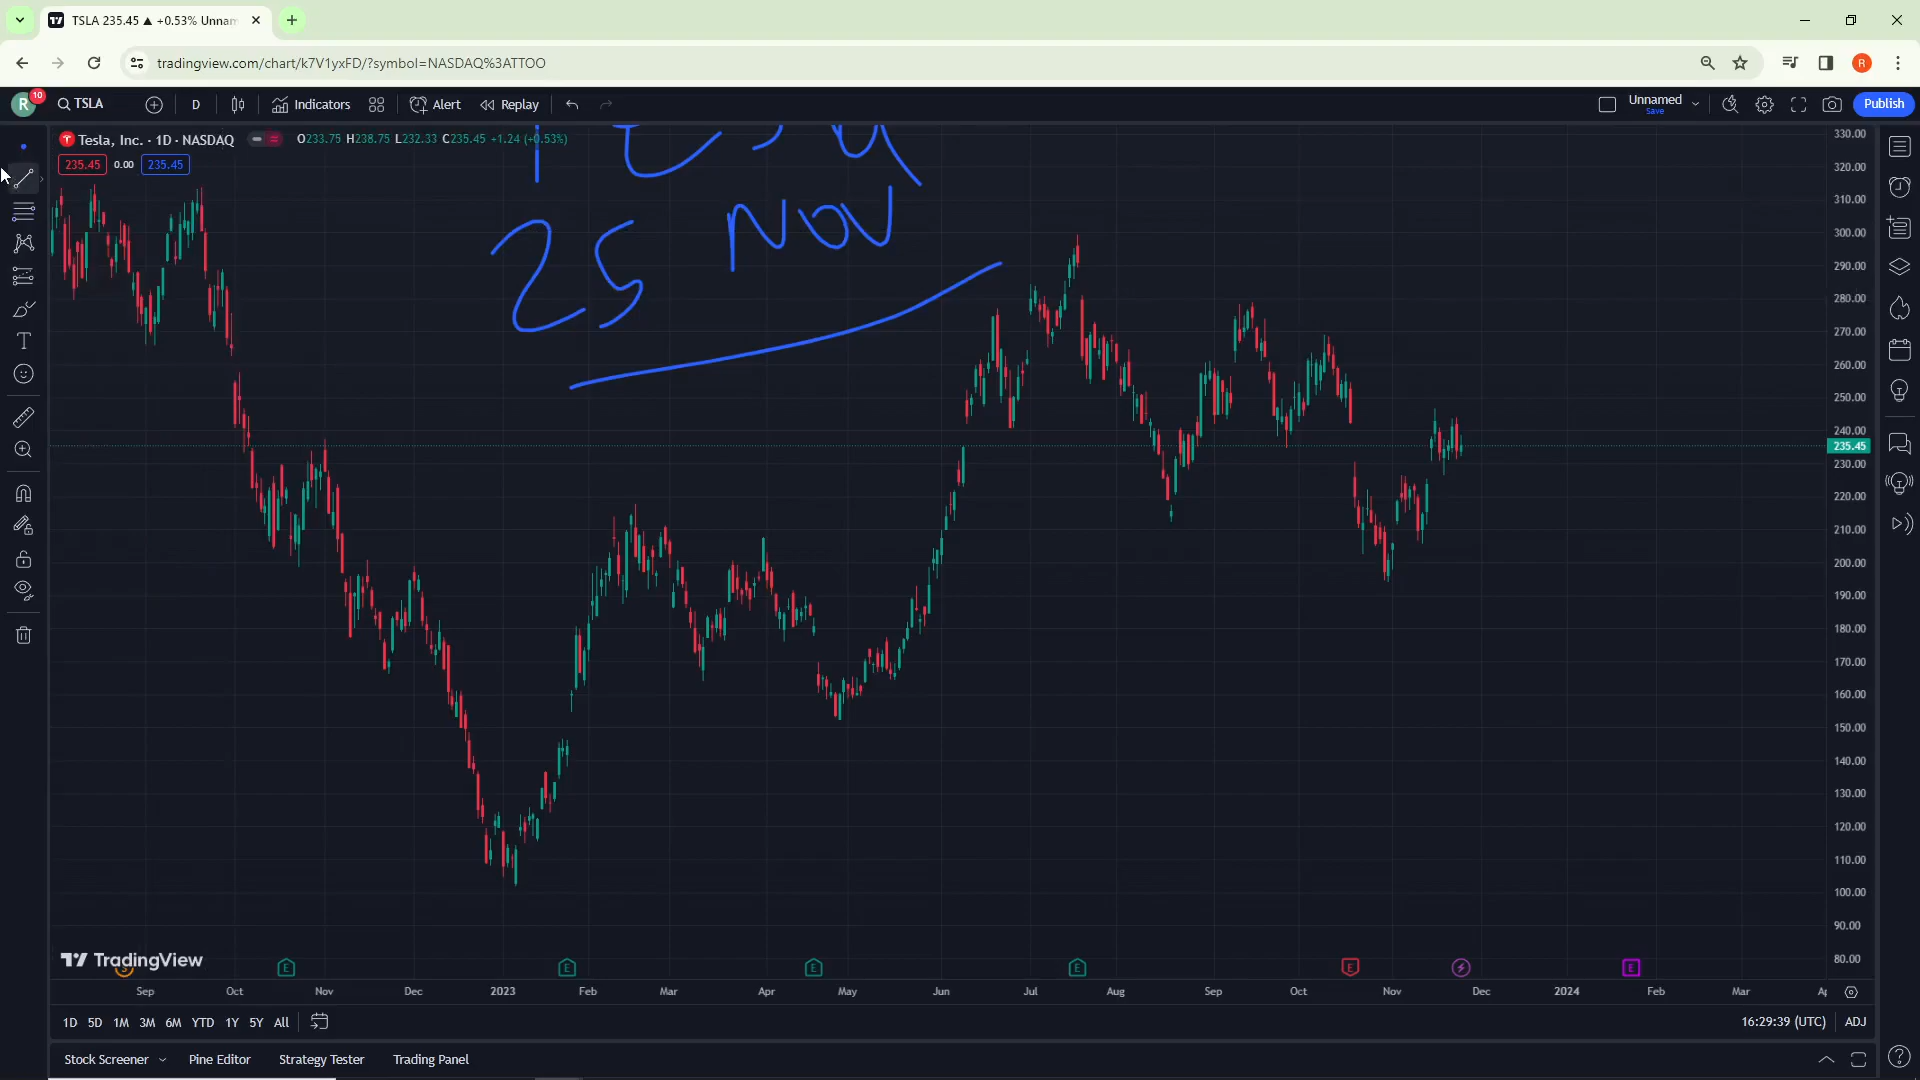 TSLA 235.45 ▲ +0.53% Unnam
tradingview.com/chart/k7V1yxFD/?symbol=NASDAQ%3ATTOO
R
R 10 TSLA D Indicators Alert Replay Unnamed Save Publish
Tesla, Inc. · 1D · NASDAQ O233.75 H238.75 L232.33 C235.45 +1.24 (+0.53%)
235.45 0.00 235.45
25 Nov
330.00
320.00
310.00
300.00
290.00
280.00
270.00
260.00
250.00
240.00
235.45
230.00
220.00
210.00
200.00
190.00
180.00
170.00
160.00
150.00
140.00
130.00
120.00
110.00
100.00
90.00
80.00
TradingView
S E E E E E E
Sep Oct Nov Dec 2023 Feb Mar Apr May Jun Jul Aug Sep Oct Nov Dec 2024 Feb Mar
1D 5D 1M 3M 6M YTD 1Y 5Y All 16:29:39 (UTC) ADJ
Stock Screener Pine Editor Strategy Tester Trading Panel